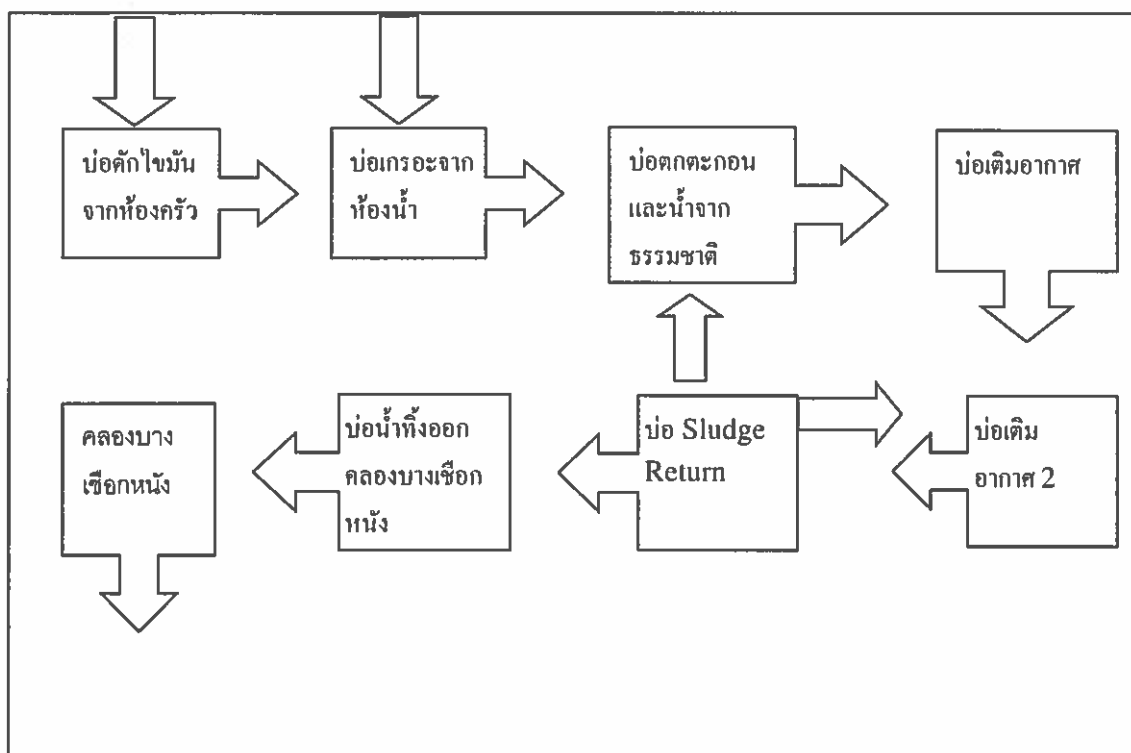 บ่อดักไขมัน
จากห้องครัว
บ่อเกรอะจาก
ห้องน้ำ
บ่อตกตะกอน
และน้ำจาก
ธรรมชาติ
บ่อเติมอากาศ
คลองบาง
เชือกหนัง
บ่อน้ำทิ้งออก
คลองบางเชือก
หนัง
บ่อ Sludge
Return
บ่อเติม
อากาศ 2